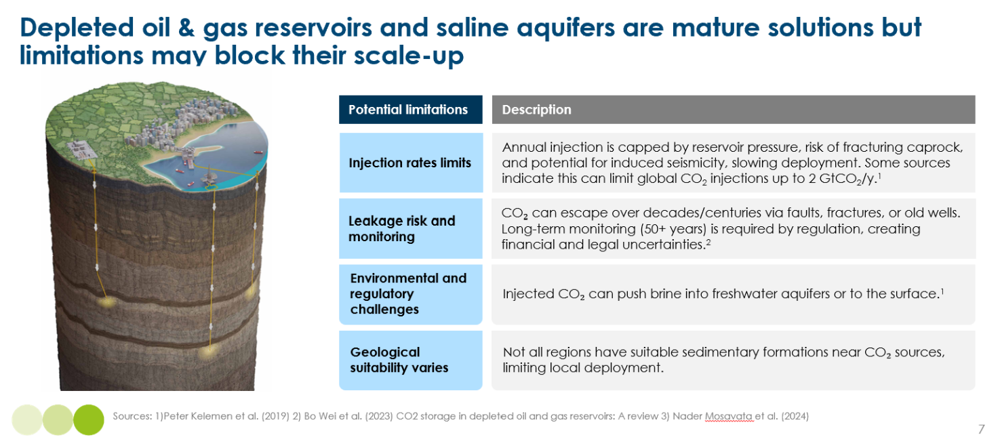 Depleted oil & gas reservoirs and saline aquifers are mature solutions but
limitations may block their scale-up
Potential limitations
Description
Injection rates limits
Annual injection is capped by reservoir pressure, risk of fracturing caprock,
and potential for induced seismicity, slowing deployment. Some sources
indicate this can limit global CO₂ injections up to 2 GtCO₂/y.¹
Leakage risk and
monitoring
CO₂ can escape over decades/centuries via faults, fractures, or old wells.
Long-term monitoring (50+ years) is required by regulation, creating
financial and legal uncertainties.²
Environmental and
regulatory
challenges
Injected CO₂ can push brine into freshwater aquifers or to the surface.¹
Geological
suitability varies
Not all regions have suitable sedimentary formations near CO₂ sources,
limiting local deployment.
Sources: 1)Peter Kelemen et al. (2019) 2) Bo Wei et al. (2023) CO2 storage in depleted oil and gas reservoirs: A review 3) Nader Mosavata et al. (2024)
7